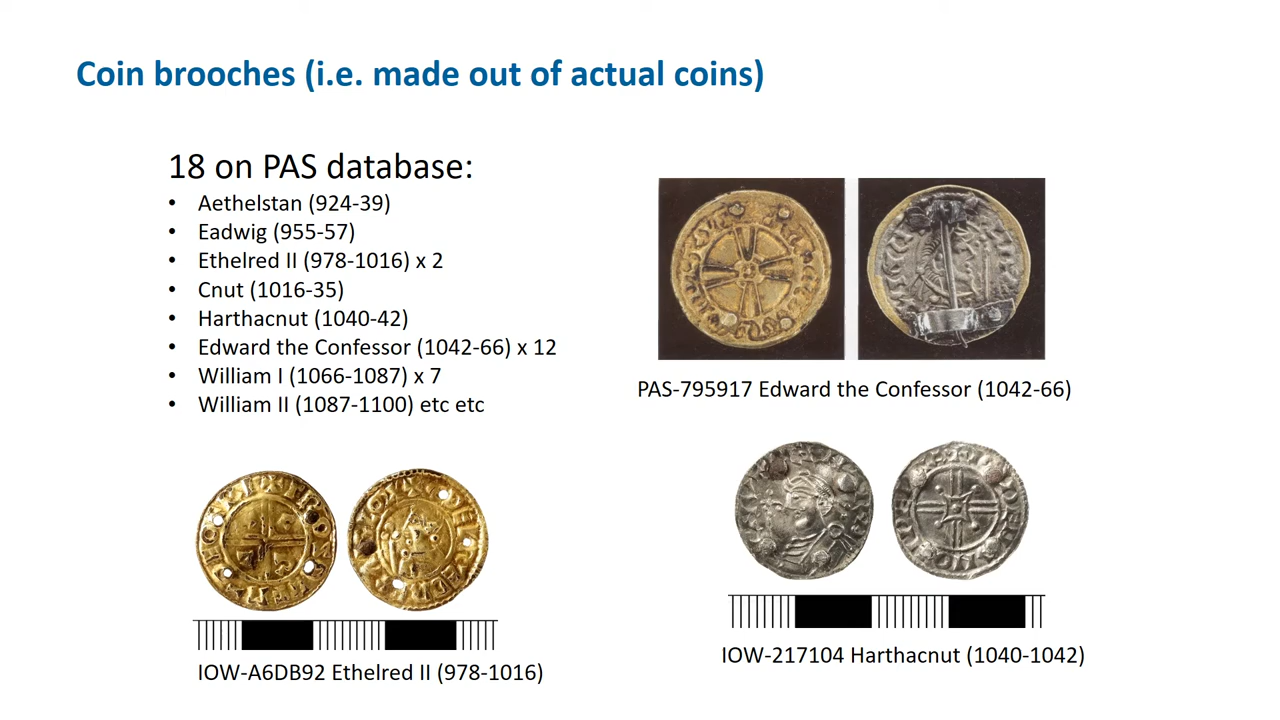 Coin brooches (i.e. made out of actual coins)
18 on PAS database:
• Aethelstan (924-39)
• Eadwig (955-57)
• Ethelred II (978-1016) x 2
• Cnut (1016-35)
• Harthacnut (1040-42)
• Edward the Confessor (1042-66) x 12
• William I (1066-1087) x 7
• William II (1087-1100) etc etc
PAS-795917 Edward the Confessor (1042-66)
IOW-A6DB92 Ethelred II (978-1016)
IOW-217104 Harthacnut (1040-1042)